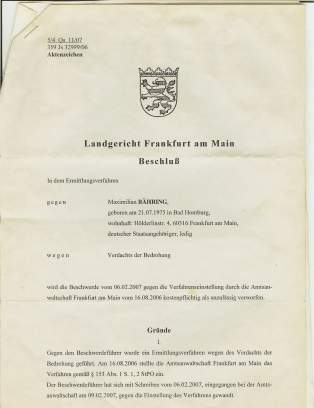 5/4 Qs 11/07
359 Js 32999/06
Aktenzeichen
Landgericht Frankfurt am Main
Beschluß
In dem Ermittlungsverfahren
gegen Maximilian BÄHRING,
geboren am 21.07.1975 in Bad Homburg,
wohnhaft: Hölderlinstr. 4, 60316 Frankfurt am Main,
deutscher Staatsangehöriger, ledig
wegen Verdachts der Bedrohung
wird die Beschwerde vom 06.02.2007 gegen die Verfahrenseinstellung durch die Amtsan-
waltschaft Frankfurt am Main vom 16.08.2006 kostenpflichtig als unzulässig verworfen.
Gründe
I
Gegen den Beschwerdeführer wurde ein Ermittlungsverfahren wegen des Verdachts der
Bedrohung geführt. Am 16.08.2006 stellte die Amtsanwaltschaft Frankfurt am Main das
Verfahren gemäß § 153 Abs. 1 S. 1, 2 StPO ein.
Der Beschwerdeführer hat sich mit Schreiben vom 06.02.2007, eingegangen bei der Amts-
anwaltschaft am 09.02.2007, gegen die Einstellung des Verfahrens gewandt.